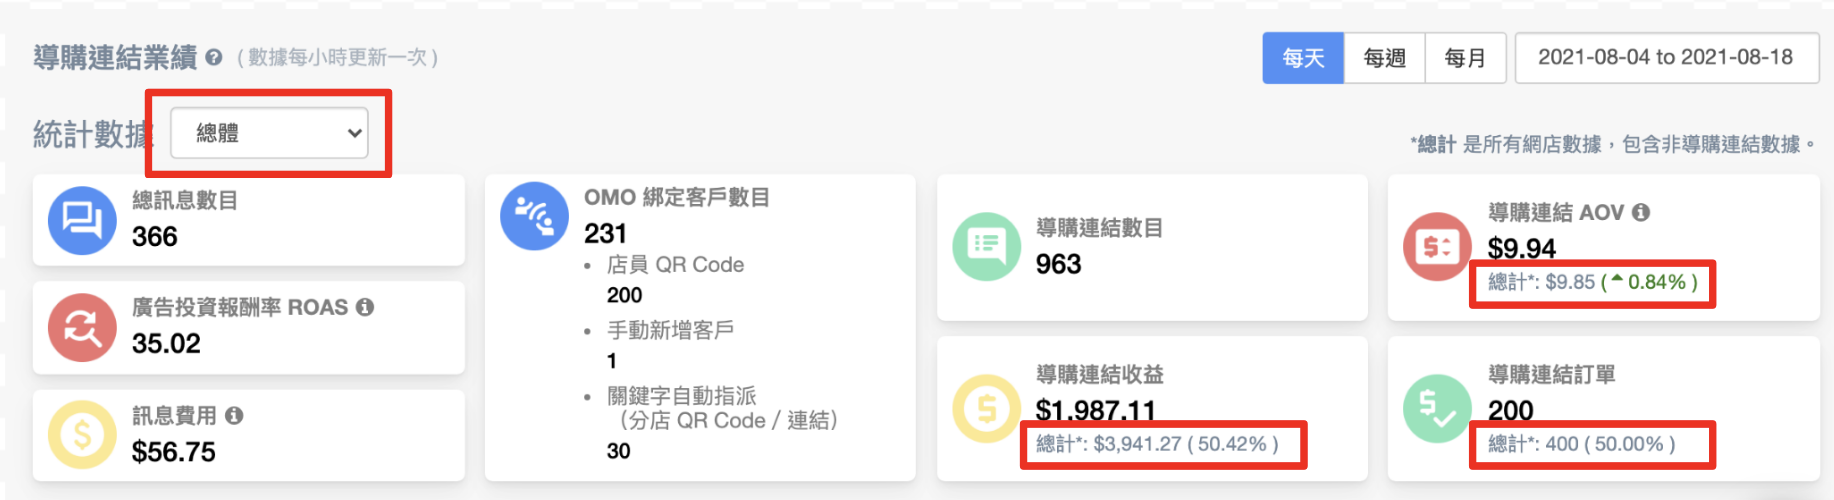 導購連結業績 (數據每小時更新一次)
每天 每週 每月 2021-08-04 to 2021-08-18
統計數據 總體
*總計 是所有網店數據，包含非導購連結數據。
總訊息數目
366
廣告投資報酬率 ROAS
35.02
訊息費用
$56.75
OMO 綁定客戶數目
231
• 店員 QR Code
200
• 手動新增客戶
1
• 關鍵字自動指派
（分店 QR Code / 連結）
30
導購連結數目
963
導購連結收益
$1,987.11
總計*: $3,941.27 ( 50.42% )
導購連結 AOV
$9.94
總計*: $9.85 ( 0.84% )
導購連結訂單
200
總計*: 400 ( 50.00% )